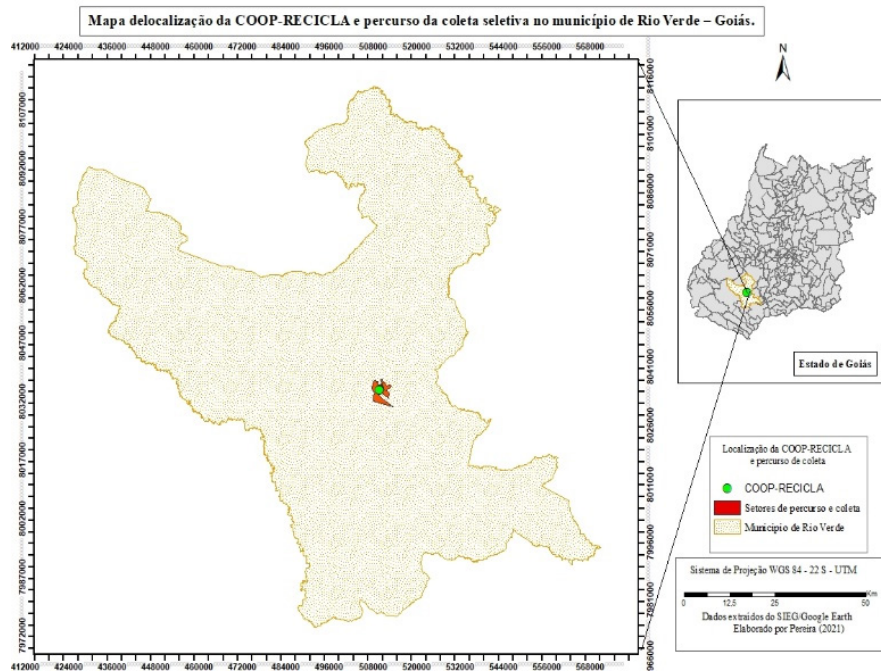 Mapa delocalização da COOP-RECICLA e percurso da coleta seletiva no município de Rio Verde – Goiás.
412000 424000 436000 448000 460000 472000 484000 496000 508000 520000 532000 544000 556000 568000
N
8107000
8092000
8077000
8062000
8047000
8032000
8017000
8002000
7987000
7972000
8116000
8101000
8086000
8071000
8056000
8041000
8026000
8011000
7996000
7981000
7966000
Estado de Goiás
Localização da COOP-RECICLA
e percurso de coleta
COOP-RECICLA
Setores de percurso e coleta
Município de Rio Verde
Sistema de Projeção WGS 84 - 22 S - UTM
Km
0 12,5 25 50
Dados extraídos do SIEG/Google Earth
Elaborado por Pereira (2021)
412000 424000 436000 448000 460000 472000 484000 496000 508000 520000 532000 544000 556000 568000